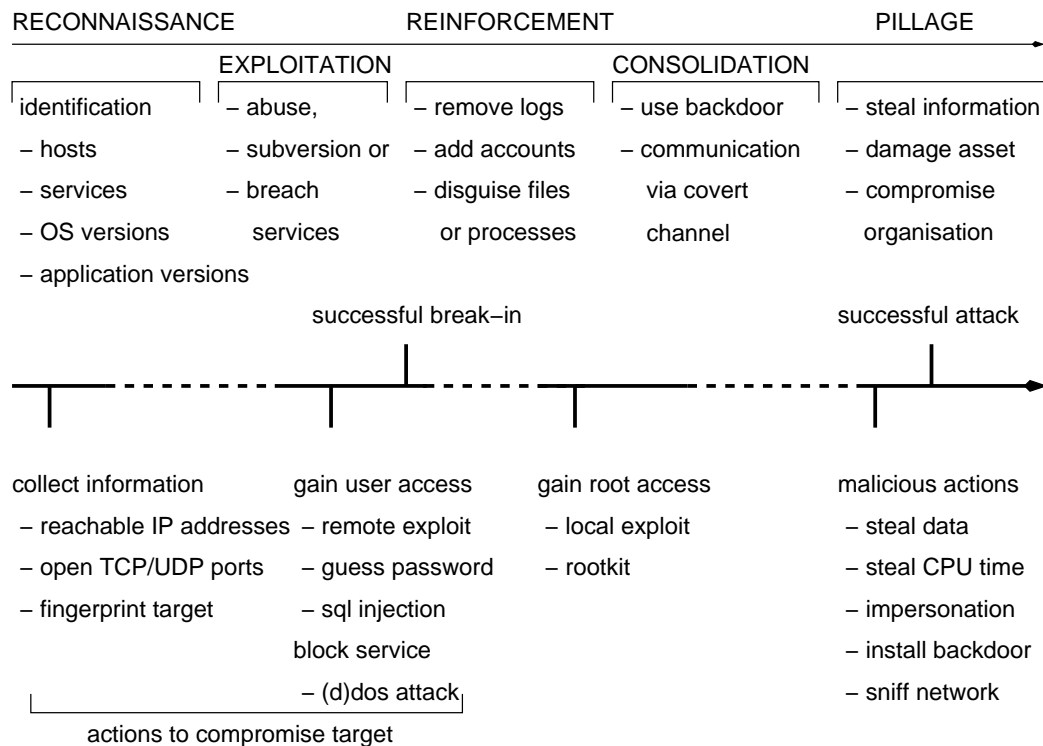 RECONNAISSANCE
REINFORCEMENT
PILLAGE
EXPLOITATION
CONSOLIDATION
identification
− hosts
− services
− OS versions
− application versions
− abuse,
− subversion or
− breach
services
− remove logs
− add accounts
− disguise files
or processes
− use backdoor
− communication
via covert
channel
− steal information
− damage asset
− compromise
organisation
successful break−in
successful attack
collect information
− reachable IP addresses
− open TCP/UDP ports
− fingerprint target
gain user access
− remote exploit
− guess password
− sql injection
block service
− (d)dos attack
gain root access
− local exploit
− rootkit
malicious actions
− steal data
− steal CPU time
− impersonation
− install backdoor
− sniff network
actions to compromise target